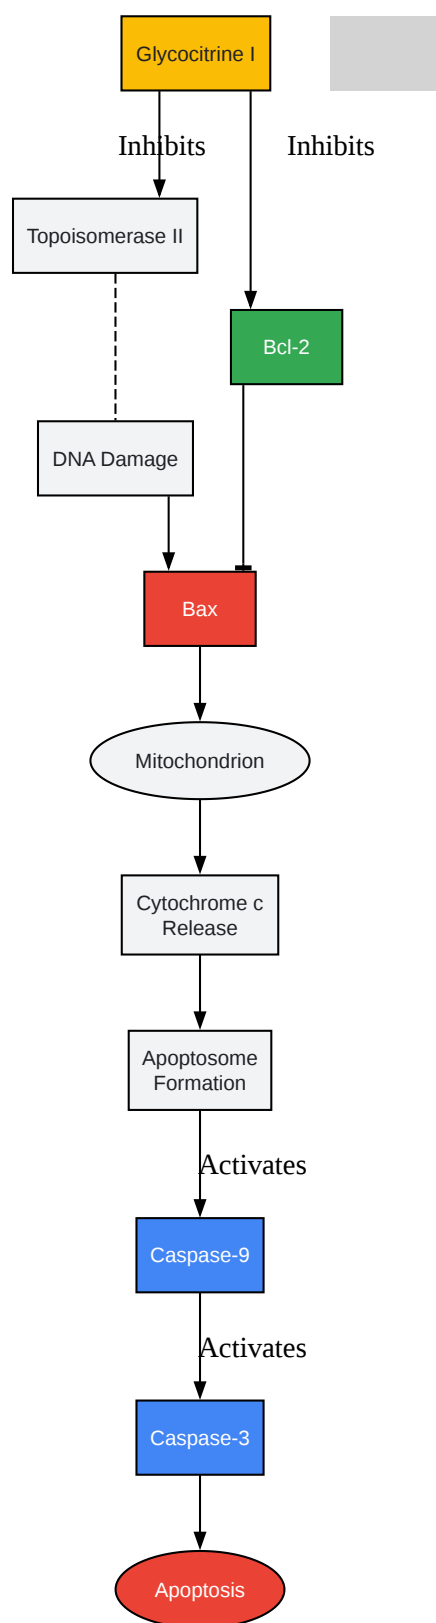 Glycocitrine I
Inhibits
Inhibits
Topoisomerase II
Bcl-2
DNA Damage
Bax
Mitochondrion
Cytochrome c
Release
Apoptosome
Formation
Activates
Caspase-9
Activates
Caspase-3
Apoptosis